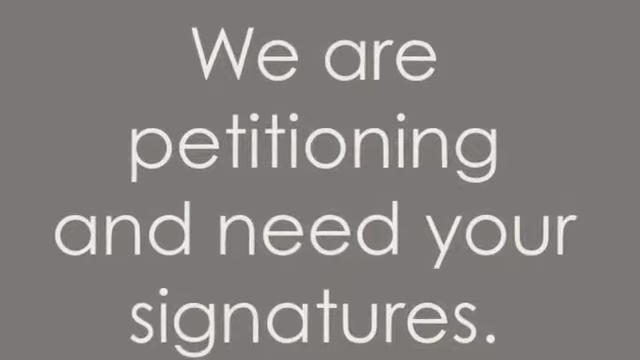 We are
petitioning
and need your
signatures.